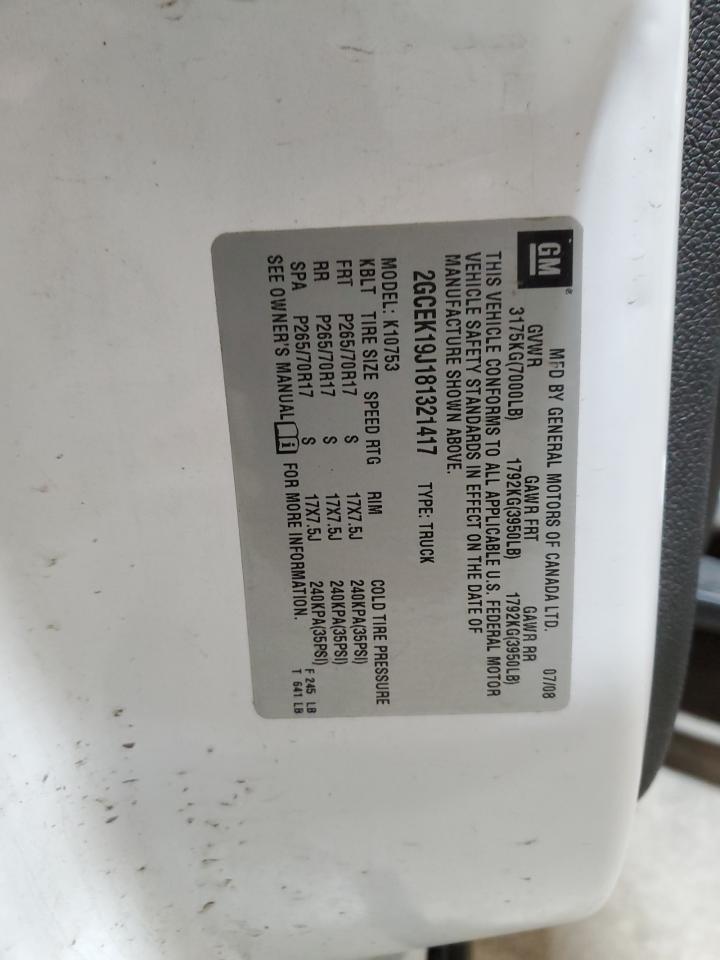 GM
MFD BY GENERAL MOTORS OF CANADA LTD. 07/08
GVWR GAWR FRT GAWR RR
3175KG(7000LB) 1792KG(3950LB) 1792KG(3950LB)
THIS VEHICLE CONFORMS TO ALL APPLICABLE U.S. FEDERAL MOTOR
VEHICLE SAFETY STANDARDS IN EFFECT ON THE DATE OF
MANUFACTURE SHOWN ABOVE.
2GCEK19J181321417 TYPE: TRUCK
MODEL: K10753
KBLT TIRE SIZE SPEED RTG RIM COLD TIRE PRESSURE
FRT P265/70R17 S 17X7.5J 240KPA(35PSI)
RR P265/70R17 S 17X7.5J 240KPA(35PSI)
SPA P265/70R17 S 17X7.5J 240KPA(35PSI)
SEE OWNER'S MANUAL i FOR MORE INFORMATION.
F 245 LB
T 641 LB